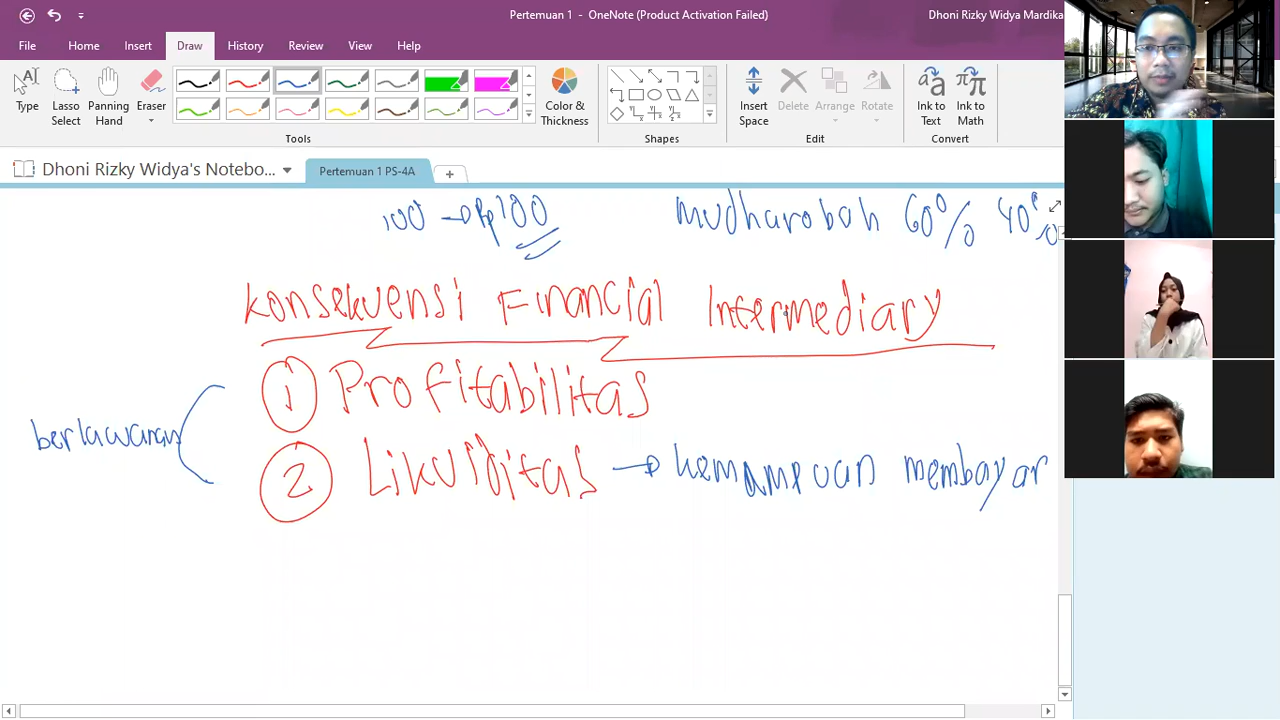 Pertemuan 1 - OneNote (Product Activation Failed)
Dhoni Rizky Widya Mardika
File Home Insert Draw History Review View Help
Type
Lasso Select
Panning Hand
Eraser
Color & Thickness
Insert Space
Delete
Arrange
Rotate
Ink to Text
Ink to Math
Tools
Shapes
Edit
Convert
Dhoni Rizky Widya's Notebo...
Pertemuan 1 PS-4A
100 → Rp100
mudharobah 60% 40%
Konsekuensi Financial Intermediary
1 Profitabilitas
berlawanan
2 Likuiditas → kemampuan membayar